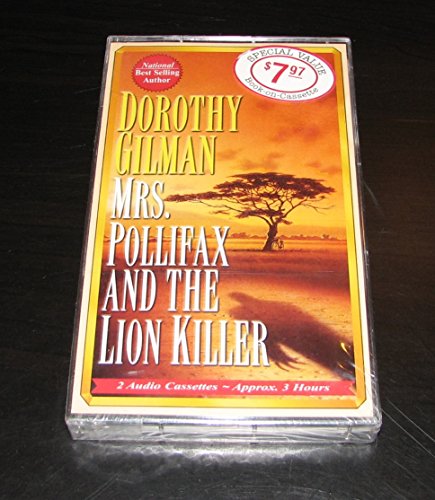 National
Best Selling
Author
SPECIAL VALUE
$7.97
Book-on-Cassette
DOROTHY
GILMAN
MRS.
POLLIFAX
AND THE
LION KILLER
2 Audio Cassettes ~ Approx. 3 Hours